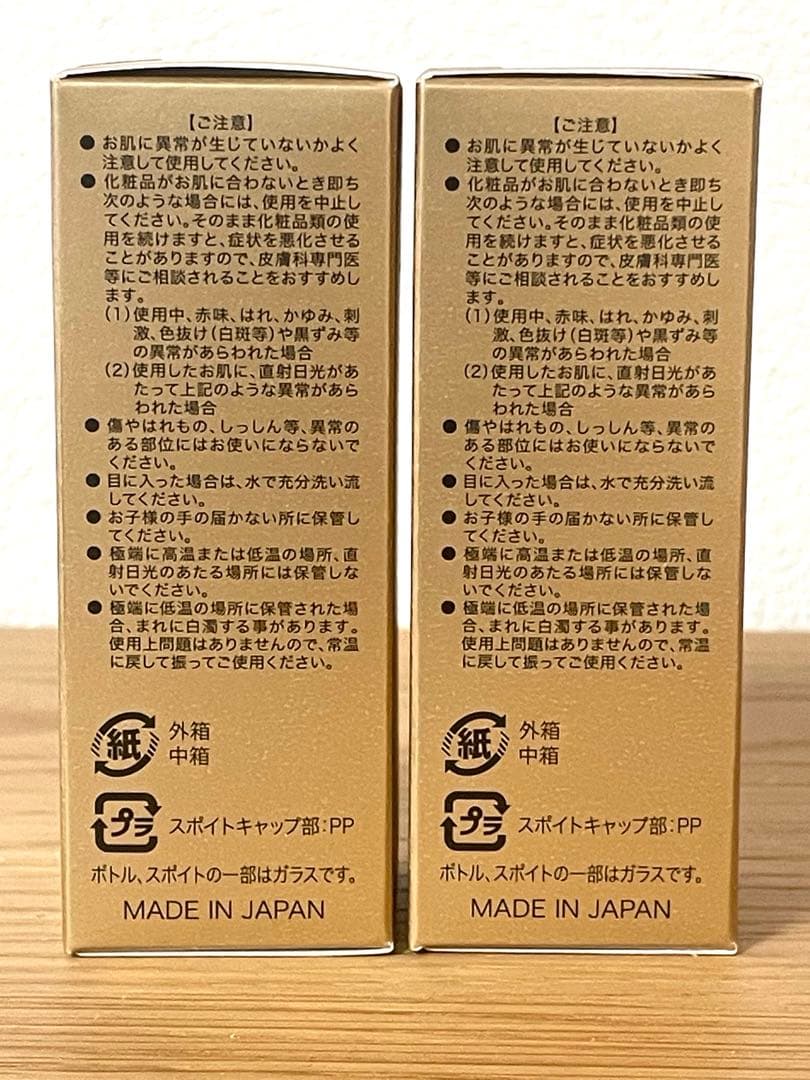 【ご注意】
● お肌に異常が生じていないかよく
注意して使用してください。
● 化粧品がお肌に合わないとき即ち
次のような場合には、使用を中止し
てください。そのまま化粧品類の使
用を続けますと、症状を悪化させる
ことがありますので、皮膚科専門医
等にご相談されることをおすすめし
ます。
(1)使用中、赤味、はれ、かゆみ、刺
激、色抜け(白斑等)や黒ずみ等
の異常があらわれた場合
(2)使用したお肌に、直射日光があ
たって上記のような異常があら
われた場合
● 傷やはれもの、しっしん等、異常の
ある部位にはお使いにならないで
ください。
● 目に入った場合は、水で充分洗い流
してください。
● お子様の手の届かない所に保管し
てください。
● 極端に高温または低温の場所、直
射日光のあたる場所には保管しな
いでください。
● 極端に低温の場所に保管された場
合、まれに白濁する事があります。
使用上問題はありませんので、常温
に戻して振ってご使用ください。
紙
外箱
中箱
プラ
スポイトキャップ部:PP
ボトル、スポイトの一部はガラスです。
MADE IN JAPAN
【ご注意】
● お肌に異常が生じていないかよく
注意して使用してください。
● 化粧品がお肌に合わないとき即ち
次のような場合には、使用を中止し
てください。そのまま化粧品類の使
用を続けますと、症状を悪化させる
ことがありますので、皮膚科専門医
等にご相談されることをおすすめし
ます。
(1)使用中、赤味、はれ、かゆみ、刺
激、色抜け(白斑等)や黒ずみ等
の異常があらわれた場合
(2)使用したお肌に、直射日光があ
たって上記のような異常があら
われた場合
● 傷やはれもの、しっしん等、異常の
ある部位にはお使いにならないで
ください。
● 目に入った場合は、水で充分洗い流
してください。
● お子様の手の届かない所に保管し
てください。
● 極端に高温または低温の場所、直
射日光のあたる場所には保管しな
いでください。
● 極端に低温の場所に保管された場
合、まれに白濁する事があります。
使用上問題はありませんので、常温
に戻して振ってご使用ください。
紙
外箱
中箱
プラ
スポイトキャップ部:PP
ボトル、スポイトの一部はガラスです。
MADE IN JAPAN